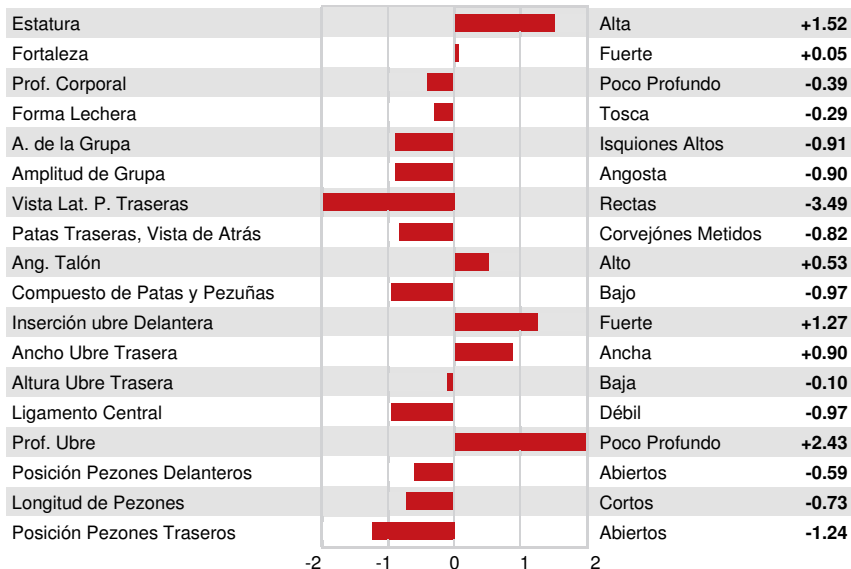 Estatura Alta +1.52
Fortaleza Fuerte +0.05
Prof. Corporal Poco Profundo -0.39
Forma Lechera Tosca -0.29
A. de la Grupa Isquiones Altos -0.91
Amplitud de Grupa Angosta -0.90
Vista Lat. P. Traseras Rectas -3.49
Patas Traseras, Vista de Atrás Corvejónes Metidos -0.82
Ang. Talón Alto +0.53
Compuesto de Patas y Pezuñas Bajo -0.97
Inserción ubre Delantera Fuerte +1.27
Ancho Ubre Trasera Ancha +0.90
Altura Ubre Trasera Baja -0.10
Ligamento Central Débil -0.97
Prof. Ubre Poco Profundo +2.43
Posición Pezones Delanteros Abiertos -0.59
Longitud de Pezones Cortos -0.73
Posición Pezones Traseros Abiertos -1.24
-2 -1 0 1 2